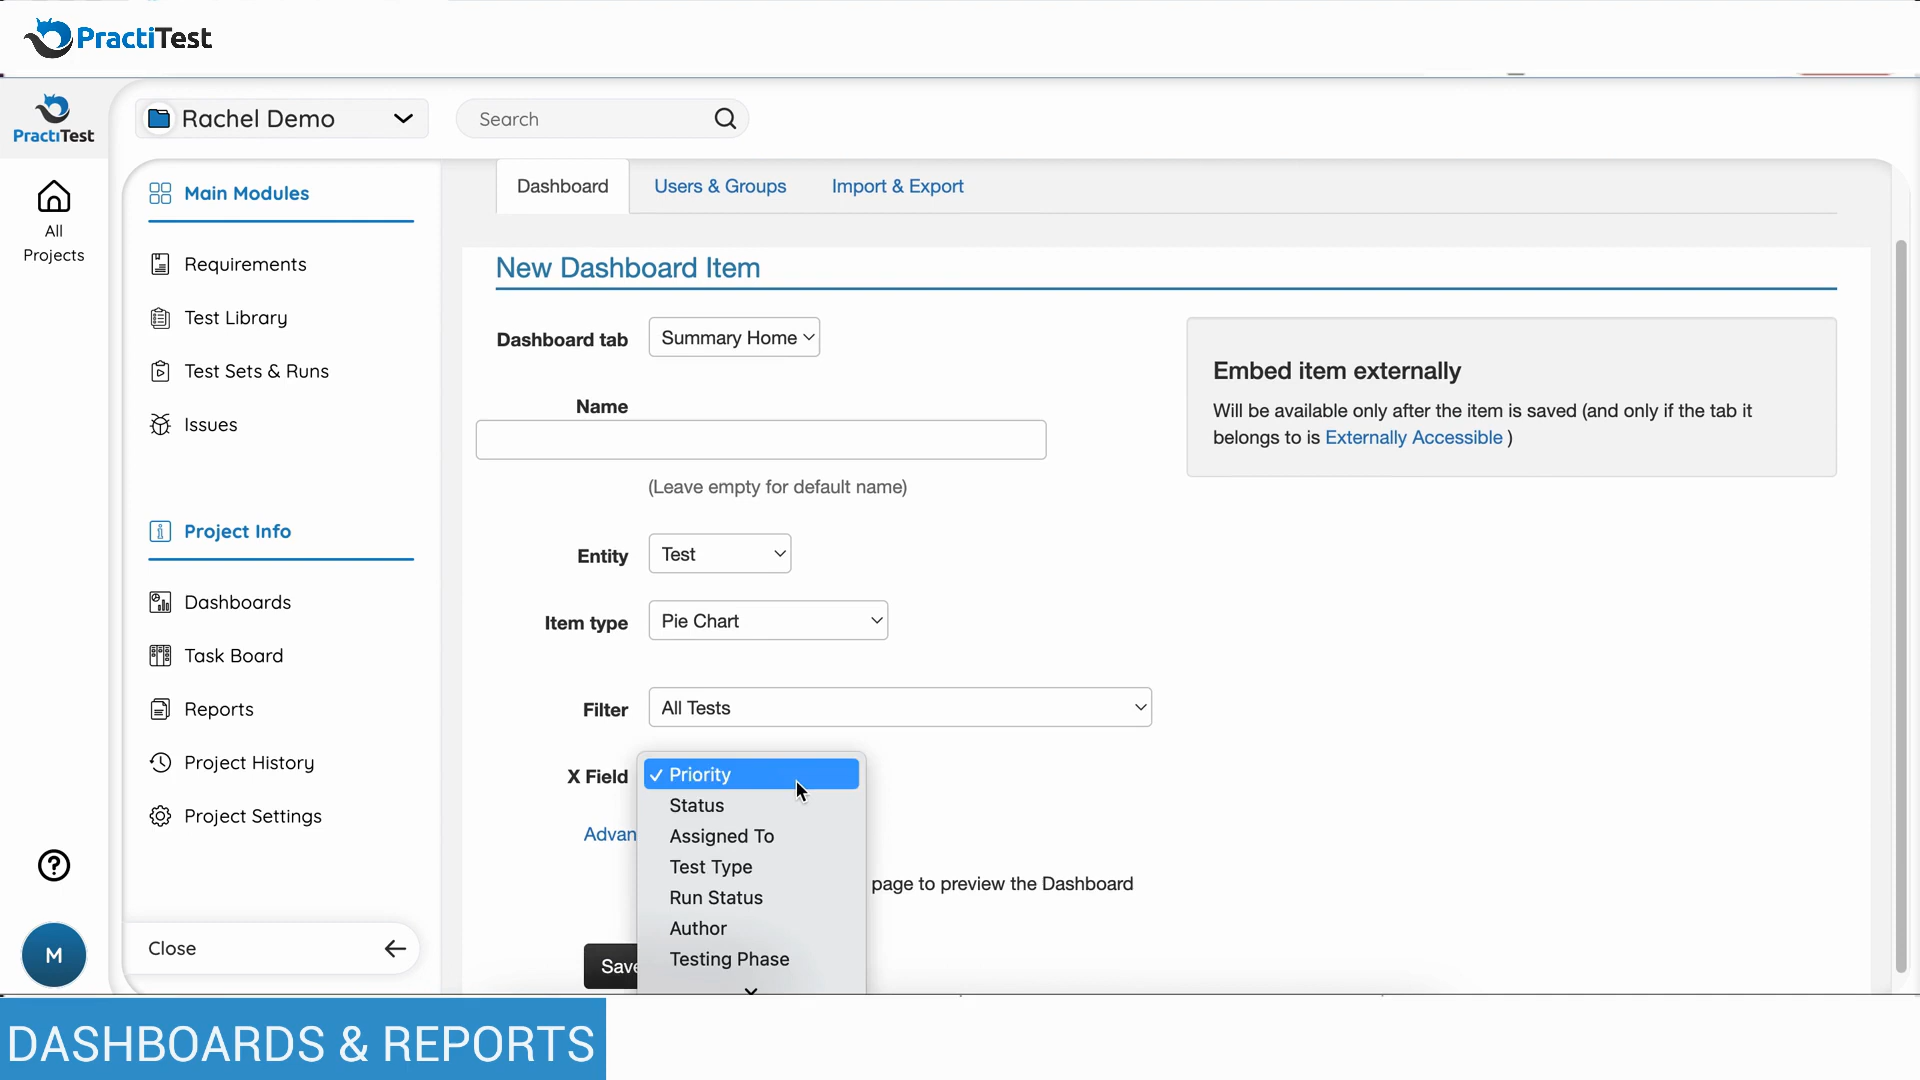 PractiTest
PractiTest
Rachel Demo
Search
All
Projects
Main Modules
Requirements
Test Library
Test Sets & Runs
Issues
Project Info
Dashboards
Task Board
Reports
Project History
Project Settings
Close
M
Dashboard
Users & Groups
Import & Export
New Dashboard Item
Dashboard tab
Summary Home
Name
(Leave empty for default name)
Entity
Test
Item type
Pie Chart
Filter
All Tests
X Field
✓ Priority
Status
Assigned To
Test Type
Run Status
Author
Testing Phase
Advan
page to preview the Dashboard
Save
Embed item externally
Will be available only after the item is saved (and only if the tab it
belongs to is Externally Accessible )
DASHBOARDS & REPORTS